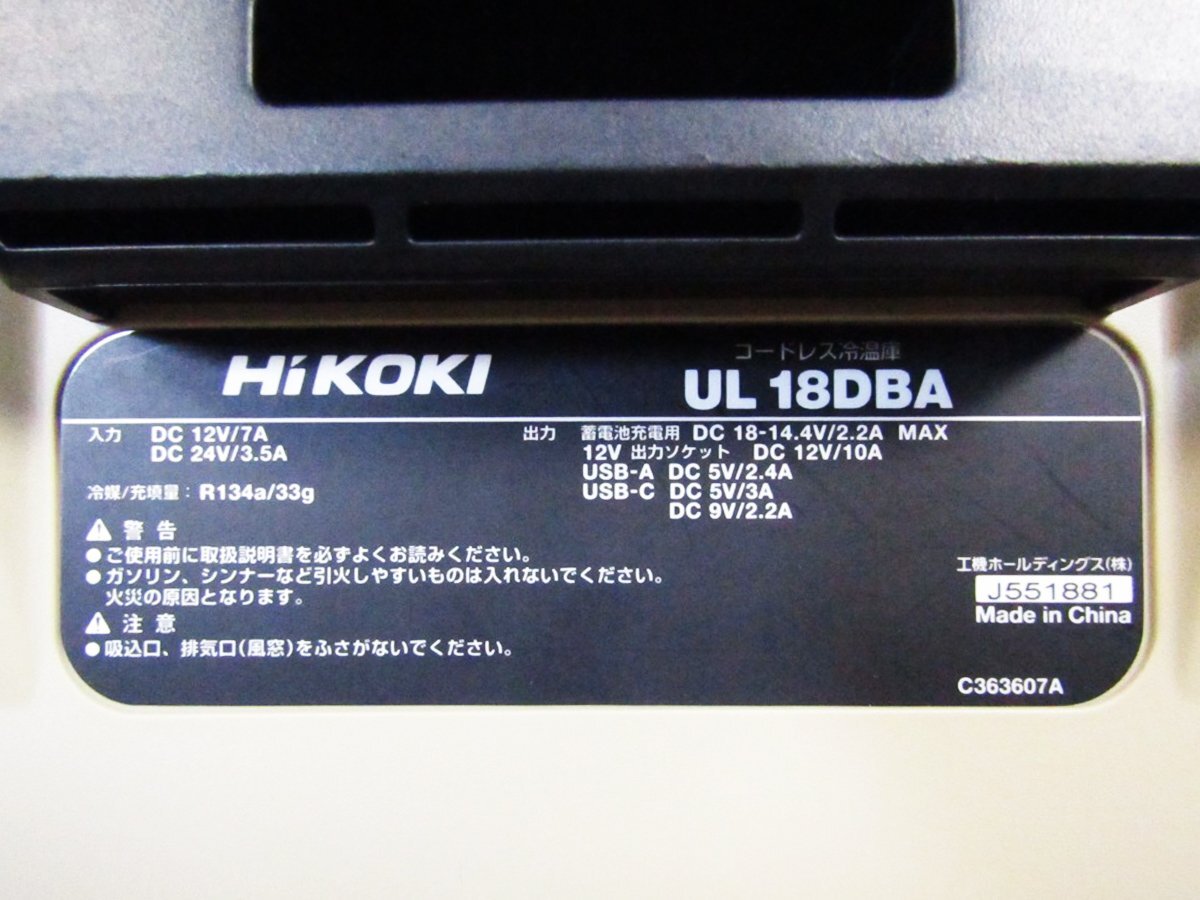 HiKOKI
コードレス冷温庫
UL 18DBA
入力 DC 12V/7A
DC 24V/3.5A
冷媒/充填量：R134a/33g
出力 蓄電池充電用 DC 18-14.4V/2.2A MAX
12V 出力ソケット DC 12V/10A
USB-A DC 5V/2.4A
USB-C DC 5V/3A
DC 9V/2.2A
警 告
●ご使用前に取扱説明書を必ずよくお読みください。
●ガソリン、シンナーなど引火しやすいものは入れないでください。
火災の原因となります。
注 意
●吸込口、排気口(風窓)をふさがないでください。
工機ホールディングス(株)
J551881
Made in China
C363607A